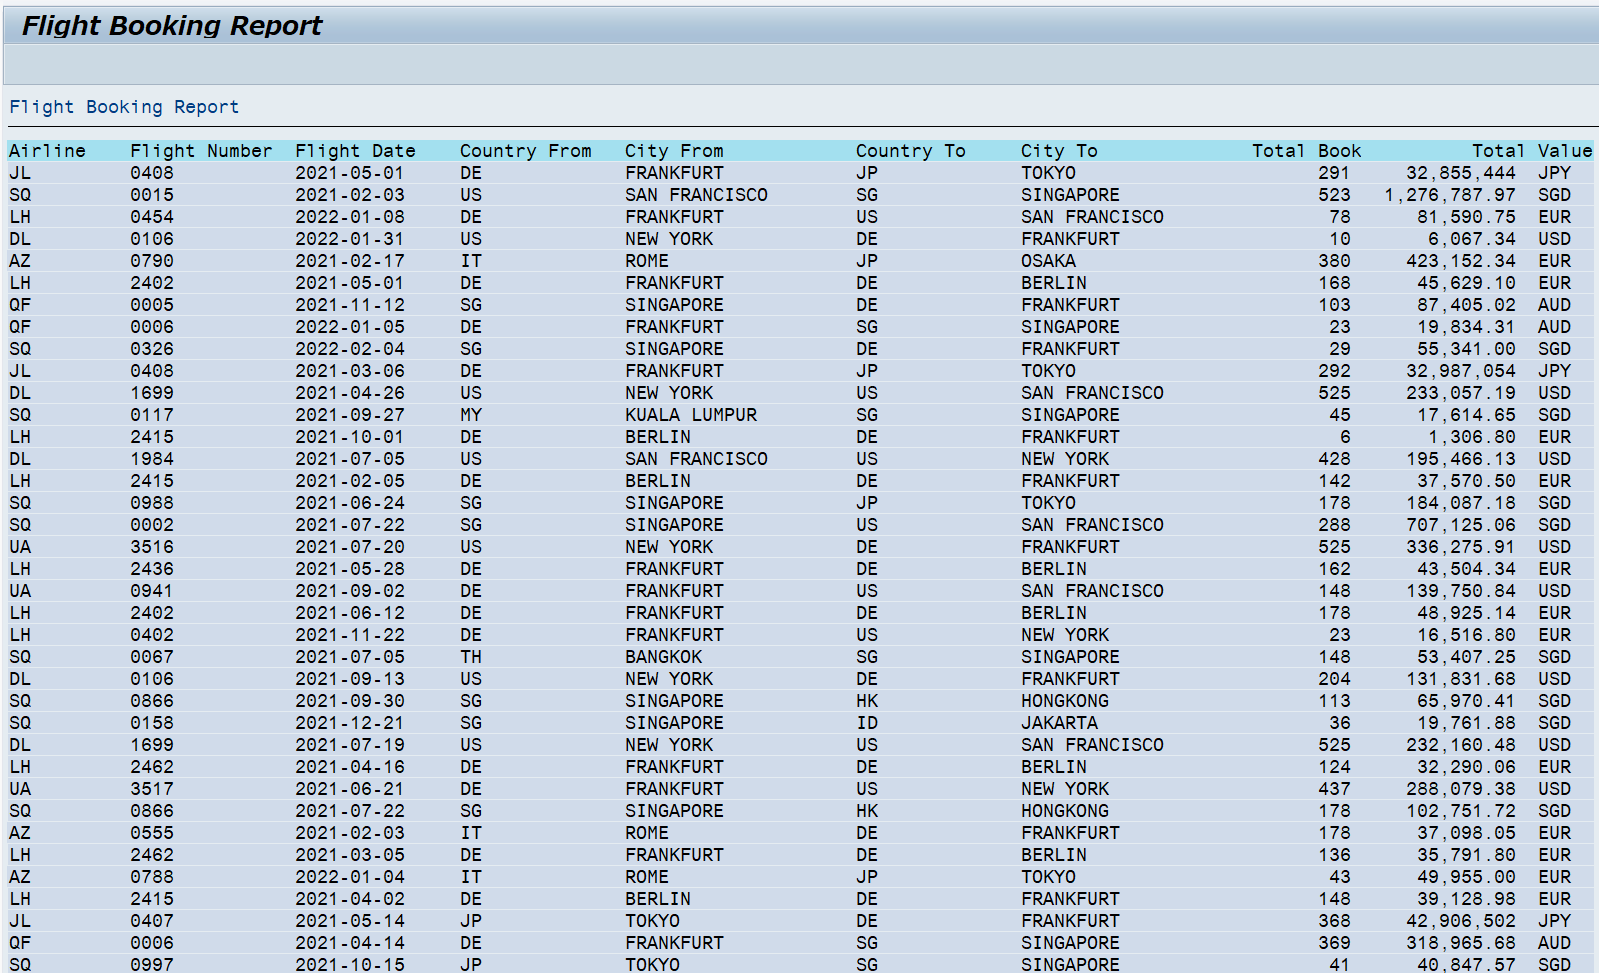 Flight Booking Report
Flight Booking Report
Airline Flight Number Flight Date Country From City From Country To City To Total Book Total Value
JL 0408 2021-05-01 DE FRANKFURT JP TOKYO 291 32,855,444 JPY
SQ 0015 2021-02-03 US SAN FRANCISCO SG SINGAPORE 523 1,276,787.97 SGD
LH 0454 2022-01-08 DE FRANKFURT US SAN FRANCISCO 78 81,590.75 EUR
DL 0106 2022-01-31 US NEW YORK DE FRANKFURT 10 6,067.34 USD
AZ 0790 2021-02-17 IT ROME JP OSAKA 380 423,152.34 EUR
LH 2402 2021-05-01 DE FRANKFURT DE BERLIN 168 45,629.10 EUR
QF 0005 2021-11-12 SG SINGAPORE DE FRANKFURT 103 87,405.02 AUD
QF 0006 2022-01-05 DE FRANKFURT SG SINGAPORE 23 19,834.31 AUD
SQ 0326 2022-02-04 SG SINGAPORE DE FRANKFURT 29 55,341.00 SGD
JL 0408 2021-03-06 DE FRANKFURT JP TOKYO 292 32,987,054 JPY
DL 1699 2021-04-26 US NEW YORK US SAN FRANCISCO 525 233,057.19 USD
SQ 0117 2021-09-27 MY KUALA LUMPUR SG SINGAPORE 45 17,614.65 SGD
LH 2415 2021-10-01 DE BERLIN DE FRANKFURT 6 1,306.80 EUR
DL 1984 2021-07-05 US SAN FRANCISCO US NEW YORK 428 195,466.13 USD
LH 2415 2021-02-05 DE BERLIN DE FRANKFURT 142 37,570.50 EUR
SQ 0988 2021-06-24 SG SINGAPORE JP TOKYO 178 184,087.18 SGD
SQ 0002 2021-07-22 SG SINGAPORE US SAN FRANCISCO 288 707,125.06 SGD
UA 3516 2021-07-20 US NEW YORK DE FRANKFURT 525 336,275.91 USD
LH 2436 2021-05-28 DE FRANKFURT DE BERLIN 162 43,504.34 EUR
UA 0941 2021-09-02 DE FRANKFURT US SAN FRANCISCO 148 139,750.84 USD
LH 2402 2021-06-12 DE FRANKFURT DE BERLIN 178 48,925.14 EUR
LH 0402 2021-11-22 DE FRANKFURT US NEW YORK 23 16,516.80 EUR
SQ 0067 2021-07-05 TH BANGKOK SG SINGAPORE 148 53,407.25 SGD
DL 0106 2021-09-13 US NEW YORK DE FRANKFURT 204 131,831.68 USD
SQ 0866 2021-09-30 SG SINGAPORE HK HONGKONG 113 65,970.41 SGD
SQ 0158 2021-12-21 SG SINGAPORE ID JAKARTA 36 19,761.88 SGD
DL 1699 2021-07-19 US NEW YORK US SAN FRANCISCO 525 232,160.48 USD
LH 2462 2021-04-16 DE FRANKFURT DE BERLIN 124 32,290.06 EUR
UA 3517 2021-06-21 DE FRANKFURT US NEW YORK 437 288,079.38 USD
SQ 0866 2021-07-22 SG SINGAPORE HK HONGKONG 178 102,751.72 SGD
AZ 0555 2021-02-03 IT ROME DE FRANKFURT 178 37,098.05 EUR
LH 2462 2021-03-05 DE FRANKFURT DE BERLIN 136 35,791.80 EUR
AZ 0788 2022-01-04 IT ROME JP TOKYO 43 49,955.00 EUR
LH 2415 2021-04-02 DE BERLIN DE FRANKFURT 148 39,128.98 EUR
JL 0407 2021-05-14 JP TOKYO DE FRANKFURT 368 42,906,502 JPY
QF 0006 2021-04-14 DE FRANKFURT SG SINGAPORE 369 318,965.68 AUD
SQ 0997 2021-10-15 JP TOKYO SG SINGAPORE 41 40,847.57 SGD